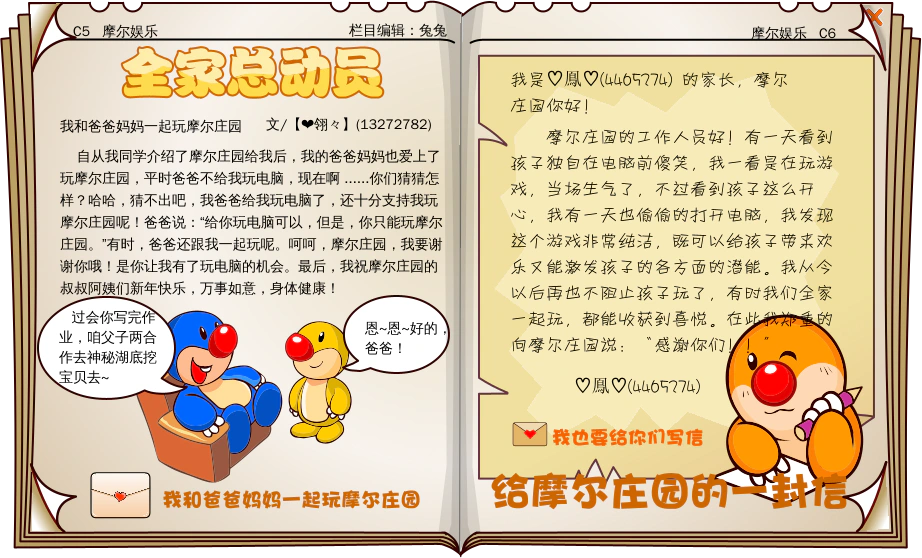 C5 摩尔娱乐
栏目编辑：兔兔
全家总动员
我和爸爸妈妈一起玩摩尔庄园 文/【❤翎々】(13272782)
自从我同学介绍了摩尔庄园给我后，我的爸爸妈妈也爱上了
玩摩尔庄园，平时爸爸不给我玩电脑，现在啊 ......你们猜猜怎
样？哈哈，猜不出吧，我爸爸给我玩电脑了，还十分支持我玩
摩尔庄园呢！爸爸说：“给你玩电脑可以，但是，你只能玩摩尔
庄园。”有时，爸爸还跟我一起玩呢。呵呵，摩尔庄园，我要谢
谢你哦！是你让我有了玩电脑的机会。最后，我祝摩尔庄园的
叔叔阿姨们新年快乐，万事如意，身体健康！
过会你写完作
业，咱父子两合
作去神秘湖底挖
宝贝去~
恩~恩~好的，
爸爸！
我和爸爸妈妈一起玩摩尔庄园
摩尔娱乐 C6
我是♡鳳♡(4405274) 的家长，摩尔
庄园你好！
摩尔庄园的工作人员好！有一天看到
孩子独自在电脑前傻笑，我一看是在玩游
戏，当场生气了，不过看到孩子这么开
心，我有一天也偷偷的打开电脑，我发现
这个游戏非常纯洁，既可以给孩子带来欢
乐又能激发孩子的各方面的潜能。我从今
以后再也不阻止孩子玩了，有时我们全家
一起玩，都能收获到喜悦。在此我郑重的
向摩尔庄园说：“感谢你们！！”
♡鳳♡(4405274)
我也要给你们写信
给摩尔庄园的一封信